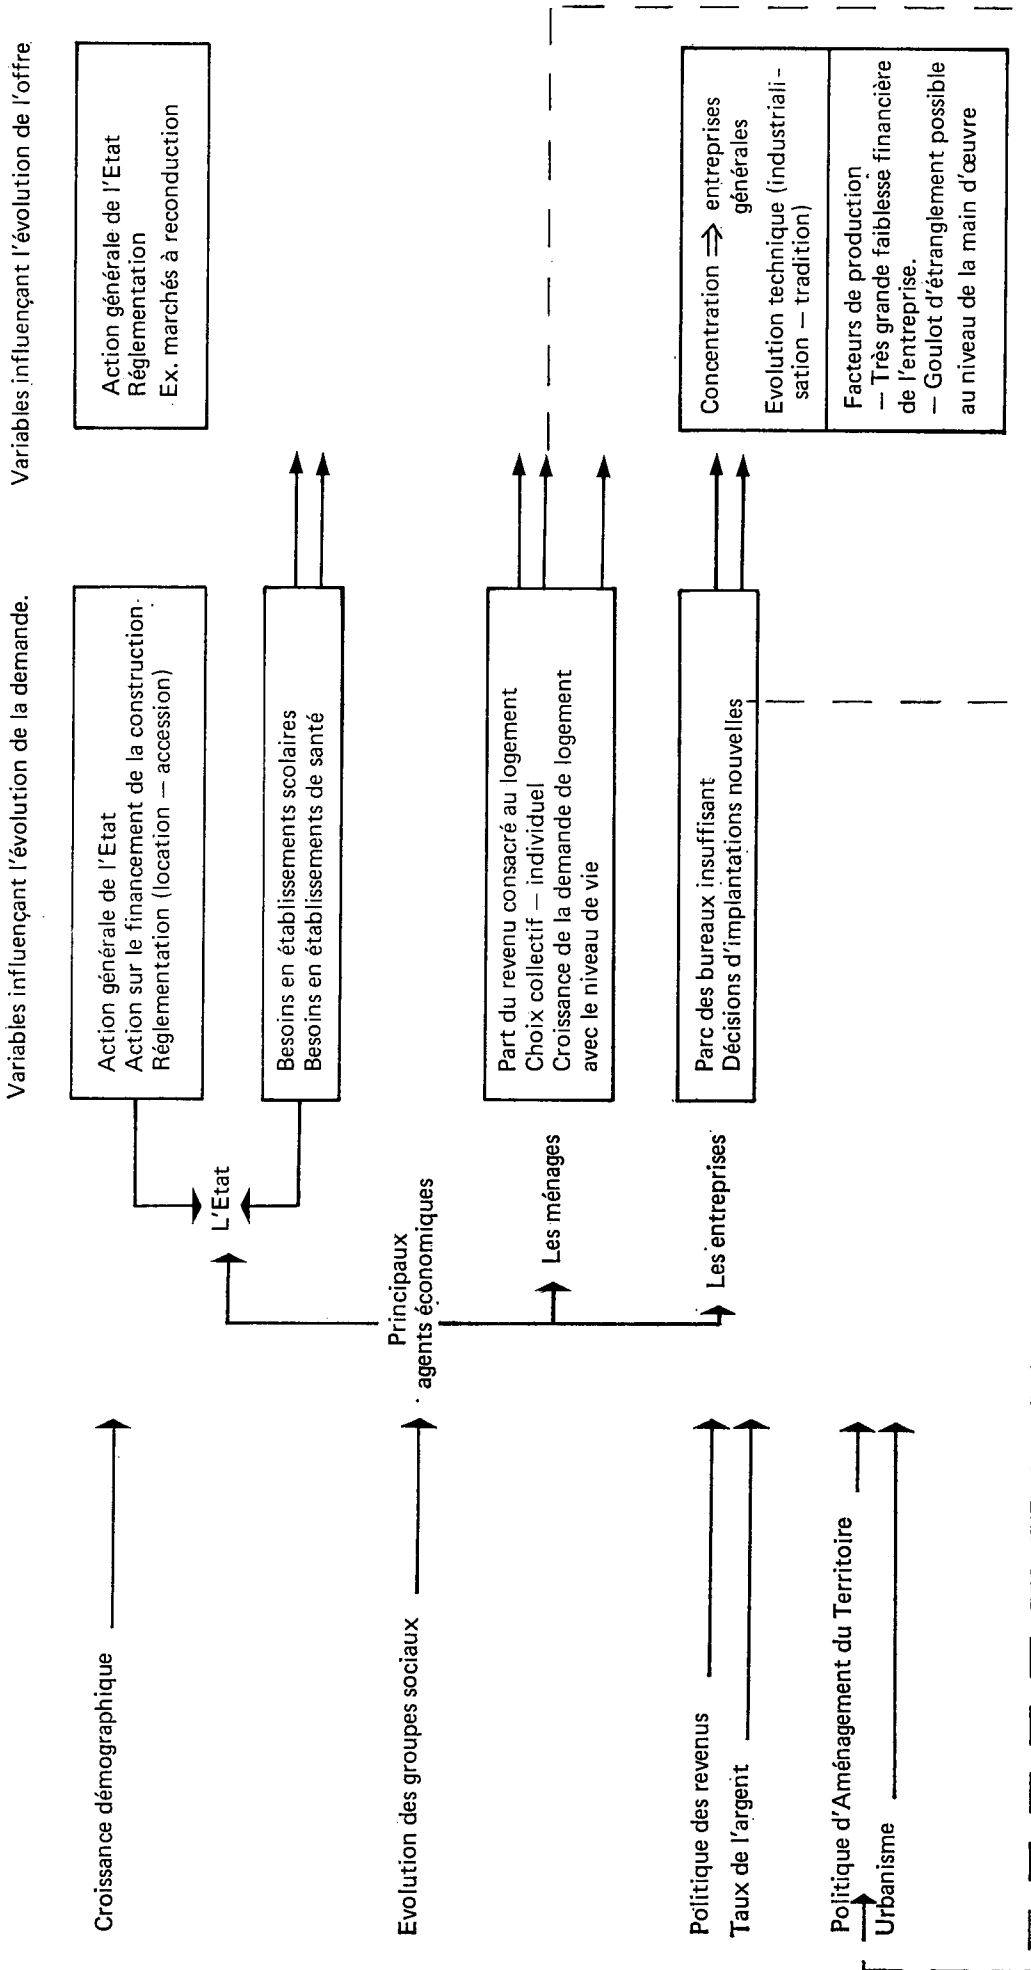 Variables influençant l'évolution de la demande.
Variables influençant l'évolution de l'offre
Croissance démographique
Evolution des groupes sociaux
Politique des revenus
Taux de l'argent
Politique d'Aménagement du Territoire
Urbanisme
Principaux
agents économiques
L'Etat
Les ménages
Les entreprises
Action générale de l'Etat
Action sur le financement de la construction
Réglementation (location — accession)
Besoins en établissements scolaires
Besoins en établissements de santé
Part du revenu consacré au logement
Choix collectif — individuel
Croissance de la demande de logement
avec le niveau de vie
Parc des bureaux insuffisant
Décisions d'implantations nouvelles
Action générale de l'Etat
Réglementation
Ex. marchés à reconduction
Concentration ⇒ entreprises
générales
Evolution technique (industriali-
sation — tradition)
Facteurs de production
— Très grande faiblesse financière
de l'entreprise.
— Goulot d'étranglement possible
au niveau de la main d'œuvre